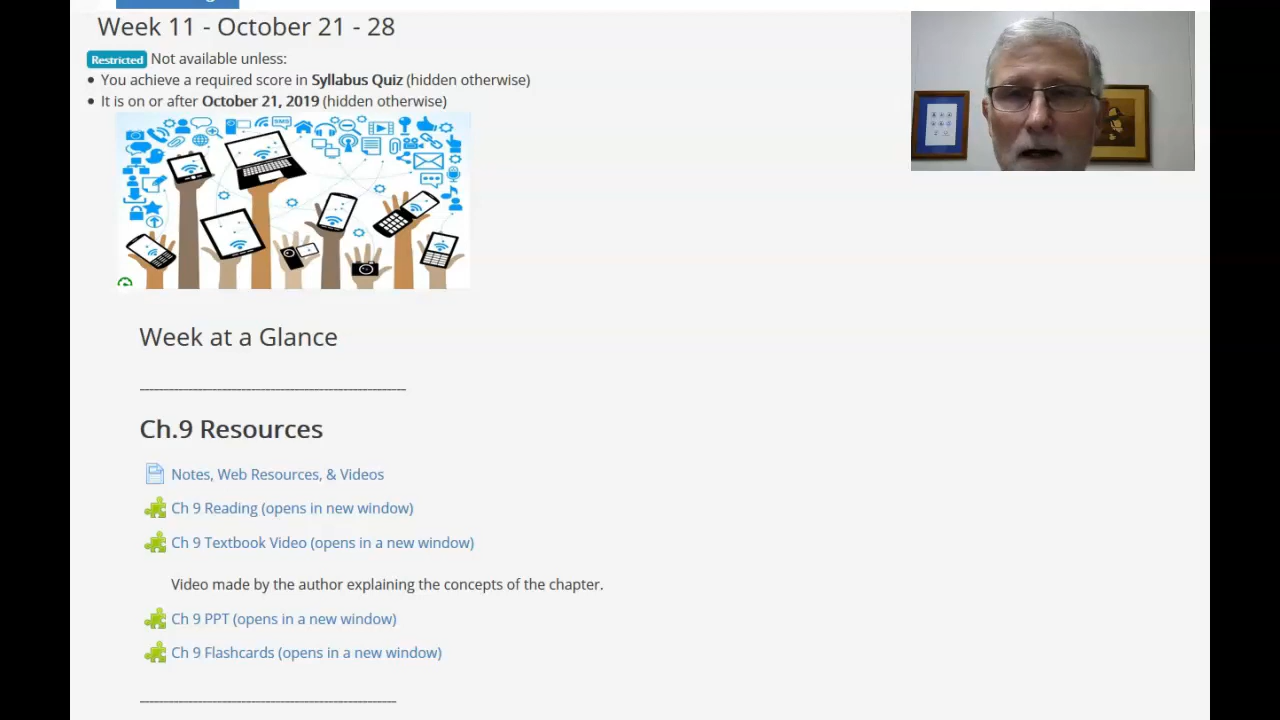 Week 11 - October 21 - 28
Restricted Not available unless:
• You achieve a required score in Syllabus Quiz (hidden otherwise)
• It is on or after October 21, 2019 (hidden otherwise)
SMS
Week at a Glance
Ch.9 Resources
Notes, Web Resources, & Videos
Ch 9 Reading (opens in new window)
Ch 9 Textbook Video (opens in a new window)
Video made by the author explaining the concepts of the chapter.
Ch 9 PPT (opens in a new window)
Ch 9 Flashcards (opens in a new window)